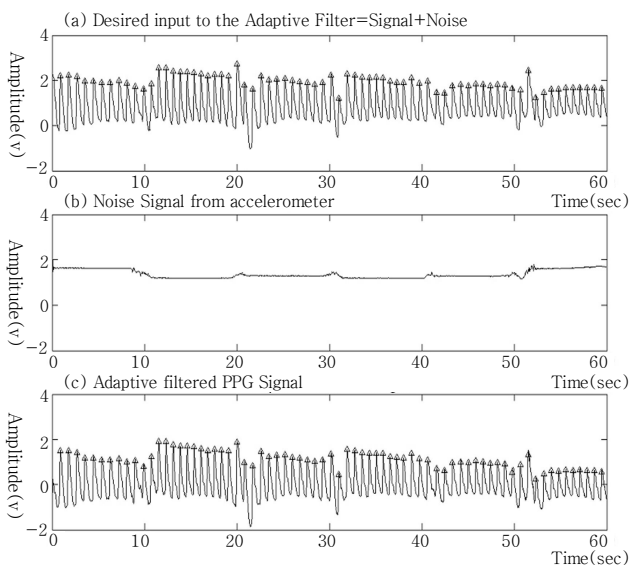 (a) Desired input to the Adaptive Filter=Signal+Noise
Amplitude(v)
4
2
0
−2
0 10 20 30 40 50 60
Time(sec)
(b) Noise Signal from accelerometer
Amplitude(v)
4
2
0
−2
0 10 20 30 40 50 60
Time(sec)
(c) Adaptive filtered PPG Signal
Amplitude(v)
4
2
0
−2
0 10 20 30 40 50 60
Time(sec)